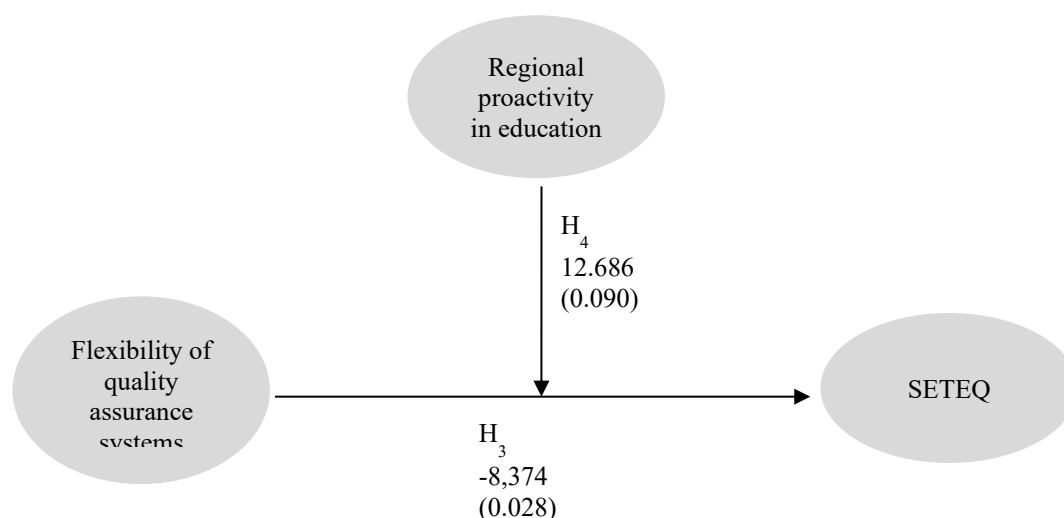 Regional
proactivity
in education
H₄
12.686
(0.090)
Flexibility of
quality
assurance
systems
SETEQ
H₃
-8,374
(0.028)